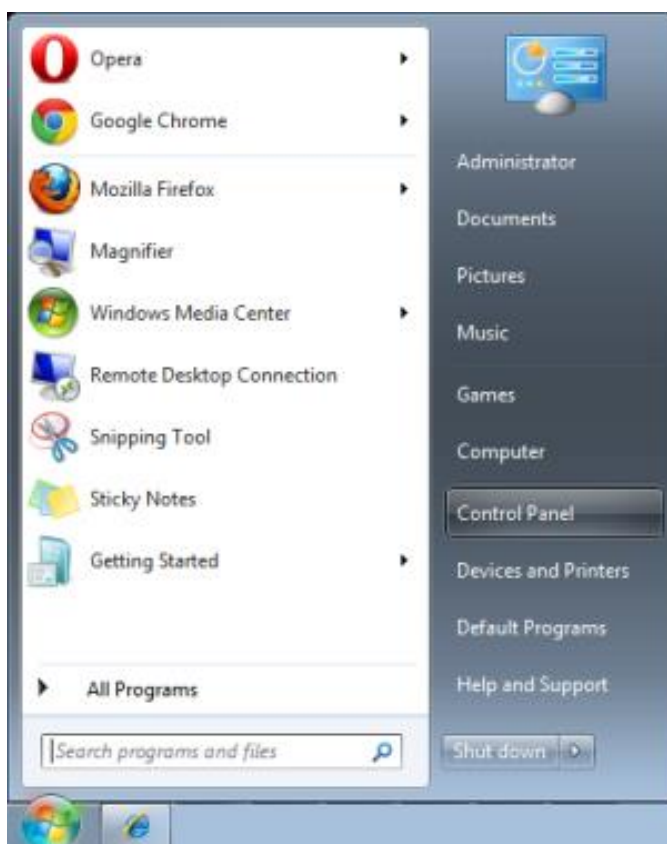 Opera
Google Chrome
Mozilla Firefox
Magnifier
Windows Media Center
Remote Desktop Connection
Snipping Tool
Sticky Notes
Getting Started
All Programs
Search programs and files
Administrator
Documents
Pictures
Music
Games
Computer
Control Panel
Devices and Printers
Default Programs
Help and Support
Shut down